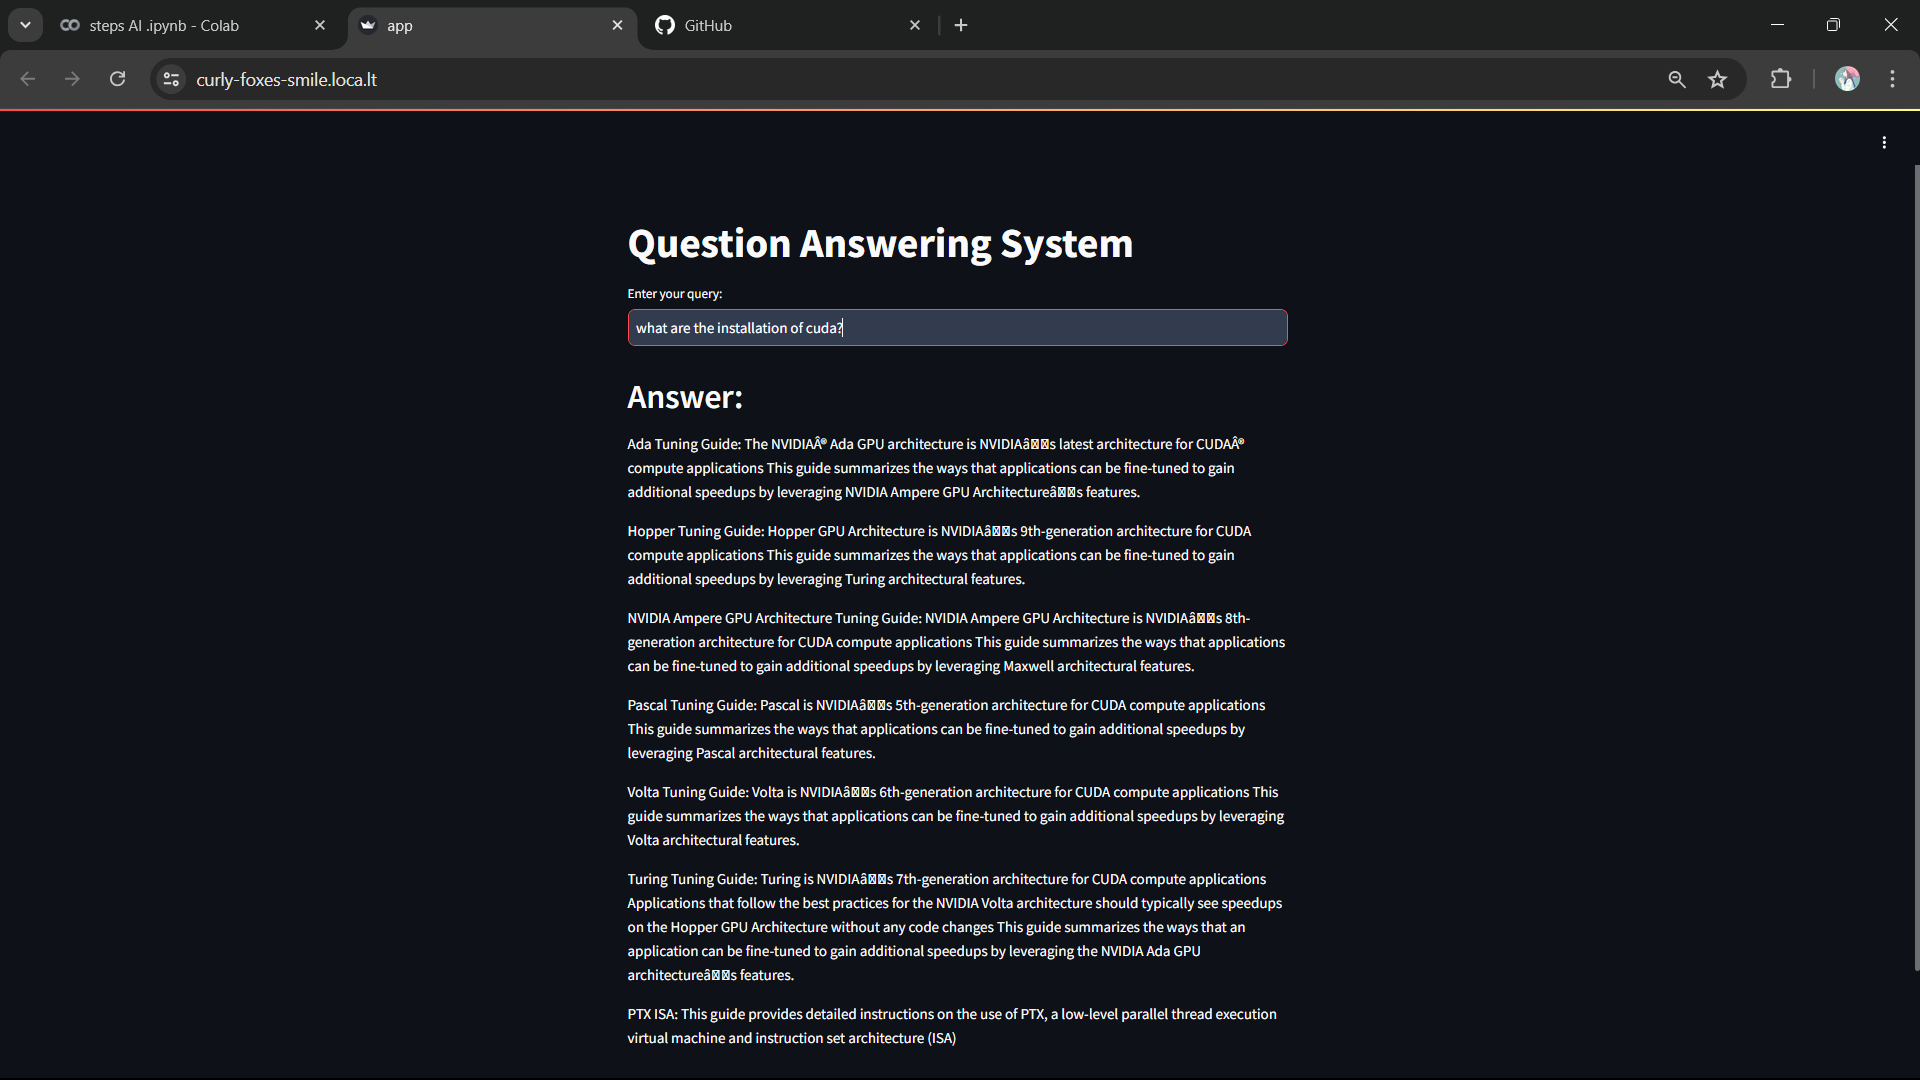 steps AI .ipynb - Colab
app
GitHub
curly-foxes-smile.loca.lt
Question Answering System
Enter your query:
what are the installation of cuda?
Answer:
Ada Tuning Guide: The NVIDIAÂ® Ada GPU architecture is NVIDIAâ��s latest architecture for CUDAÂ®
compute applications This guide summarizes the ways that applications can be fine-tuned to gain
additional speedups by leveraging NVIDIA Ampere GPU Architectureâ��s features.
Hopper Tuning Guide: Hopper GPU Architecture is NVIDIAâ��s 9th-generation architecture for CUDA
compute applications This guide summarizes the ways that applications can be fine-tuned to gain
additional speedups by leveraging Turing architectural features.
NVIDIA Ampere GPU Architecture Tuning Guide: NVIDIA Ampere GPU Architecture is NVIDIAâ��s 8th-
generation architecture for CUDA compute applications This guide summarizes the ways that applications
can be fine-tuned to gain additional speedups by leveraging Maxwell architectural features.
Pascal Tuning Guide: Pascal is NVIDIAâ��s 5th-generation architecture for CUDA compute applications
This guide summarizes the ways that applications can be fine-tuned to gain additional speedups by
leveraging Pascal architectural features.
Volta Tuning Guide: Volta is NVIDIAâ��s 6th-generation architecture for CUDA compute applications This
guide summarizes the ways that applications can be fine-tuned to gain additional speedups by leveraging
Volta architectural features.
Turing Tuning Guide: Turing is NVIDIAâ��s 7th-generation architecture for CUDA compute applications
Applications that follow the best practices for the NVIDIA Volta architecture should typically see speedups
on the Hopper GPU Architecture without any code changes This guide summarizes the ways that an
application can be fine-tuned to gain additional speedups by leveraging the NVIDIA Ada GPU
architectureâ��s features.
PTX ISA: This guide provides detailed instructions on the use of PTX, a low-level parallel thread execution
virtual machine and instruction set architecture (ISA)